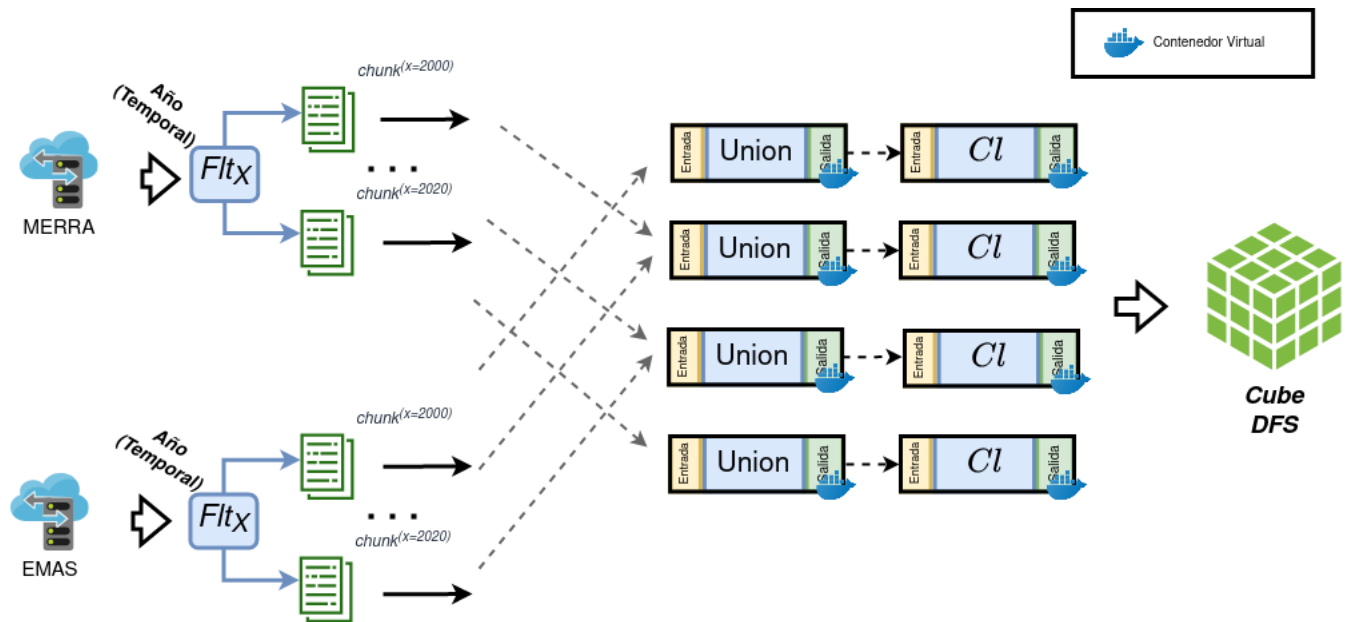 Contenedor Virtual
Año
(Temporal)
chunk(x=2000)
MERRA
FltX
. . .
chunk(x=2020)
Entrada
Union
Salida
Entrada
Cl
Salida
Entrada
Union
Salida
Entrada
Cl
Salida
Entrada
Union
Salida
Entrada
Cl
Salida
Entrada
Union
Salida
Entrada
Cl
Salida
Cube
DFS
Año
(Temporal)
chunk(x=2000)
EMAS
FltX
. . .
chunk(x=2020)